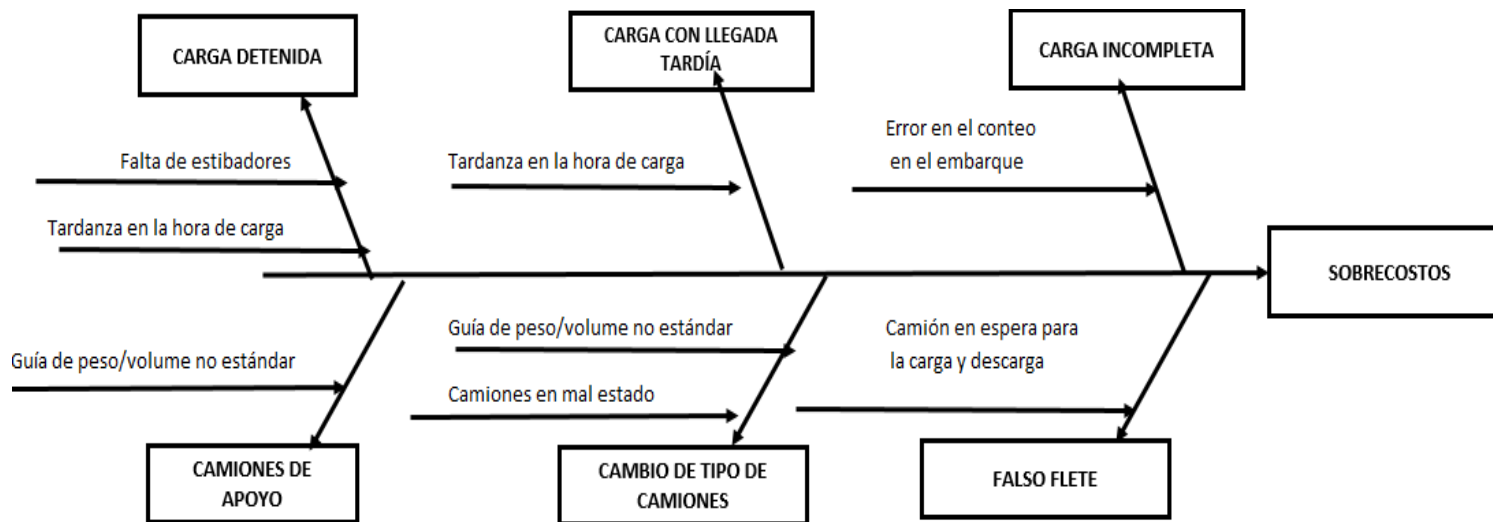 CARGA DETENIDA
CARGA CON LLEGADA
TARDÍA
CARGA INCOMPLETA
Falta de estibadores
Tardanza en la hora de carga
Tardanza en la hora de carga
Error en el conteo
en el embarque
SOBRECOSTOS
Guía de peso/volume no estándar
Guía de peso/volume no estándar
Camiones en mal estado
Camión en espera para
la carga y descarga
CAMIONES DE
APOYO
CAMBIO DE TIPO DE
CAMIONES
FALSO FLETE